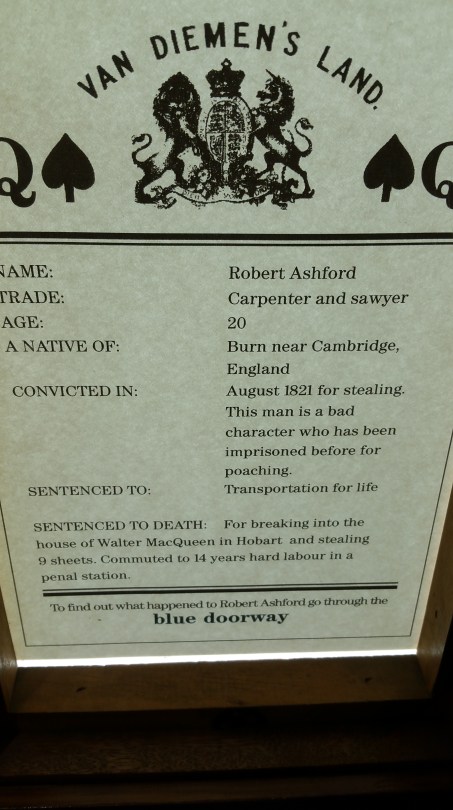 VAN DIEMEN'S LAND.
Q Q
NAME: Robert Ashford
TRADE: Carpenter and sawyer
AGE: 20
A NATIVE OF: Burn near Cambridge,
England
CONVICTED IN: August 1821 for stealing.
This man is a bad
character who has been
imprisoned before for
poaching.
SENTENCED TO: Transportation for life
SENTENCED TO DEATH: For breaking into the
house of Walter MacQueen in Hobart and stealing
9 sheets. Commuted to 14 years hard labour in a
penal station.
To find out what happened to Robert Ashford go through the
blue doorway